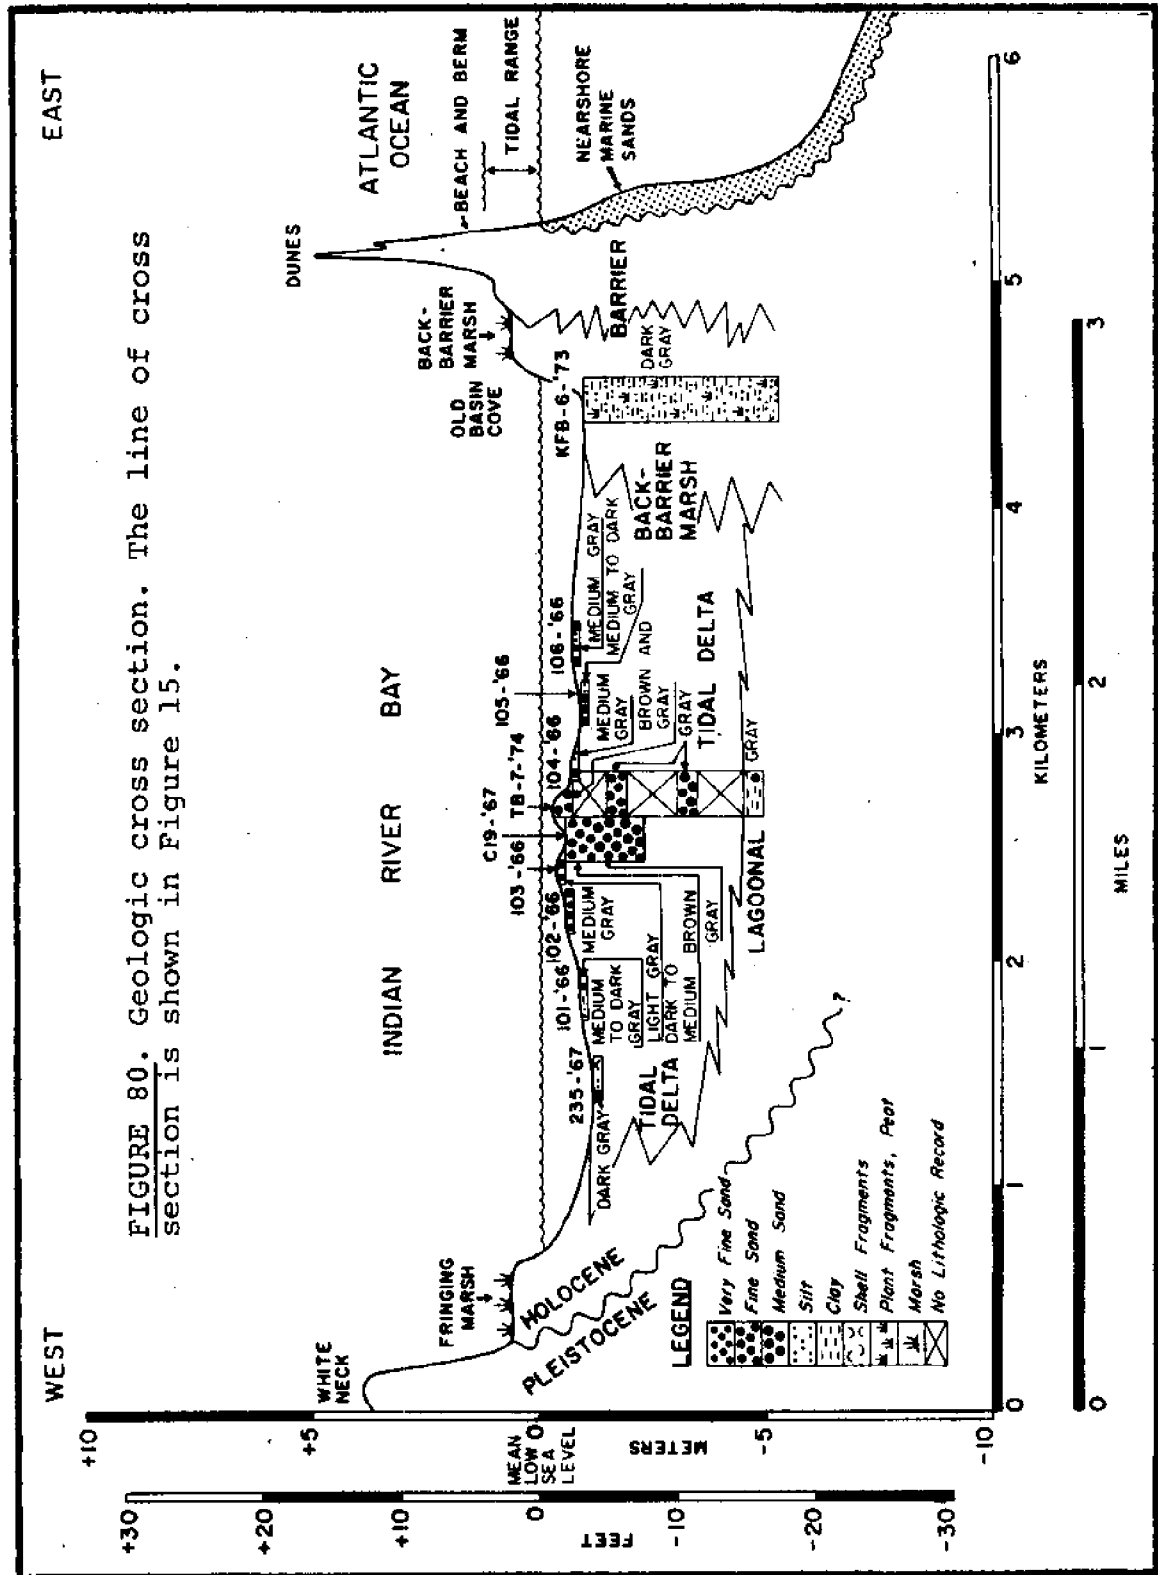 FIGURE 80. Geologic cross section. The line of cross
section is shown in Figure 15.
WEST
EAST
WHITE
NECK
FRINGING
MARSH
HOLOCENE
PLEISTOCENE
INDIAN RIVER BAY
OLD
BASIN
COVE
BACK-
BARRIER
MARSH
DUNES
ATLANTIC
OCEAN
BEACH AND BERM
TIDAL RANGE
NEARSHORE
MARINE
SANDS
BARRIER
235-'67
101-'66
102-'66
103-'66
C19-'67
TB-7-'74
104-'66
105-'66
106-'66
KFB-6-'73
DARK GRAY
MEDIUM
TO DARK
GRAY
MEDIUM
GRAY
LIGHT GRAY
DARK TO
MEDIUM BROWN
GRAY
MEDIUM
GRAY
BROWN AND
GRAY
GRAY
MEDIUM GRAY
MEDIUM TO DARK
GRAY
DARK
GRAY
GRAY
TIDAL
DELTA
LAGOONAL
TIDAL DELTA
BACK-
BARRIER
MARSH
?
LEGEND
Very Fine Sand
Fine Sand
Medium Sand
Silt
Clay
Shell Fragments
Plant Fragments, Peat
Marsh
No Lithologic Record
+10
+5
MEAN
LOW 0
SEA
LEVEL
METERS
-5
-10
+30
+20
+10
0
FEET
-10
-20
-30
0 1 2 3 4 5 6
KILOMETERS
0 1 2 3
MILES